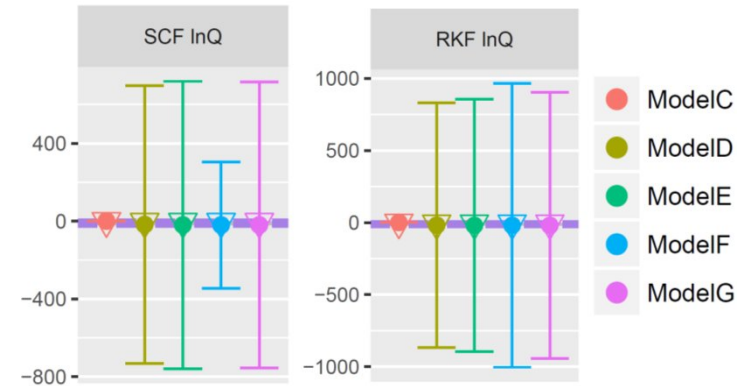 SCF lnQ
400
0
−400
−800
RKF lnQ
1000
500
0
−500
−1000
ModelC
ModelD
ModelE
ModelF
ModelG